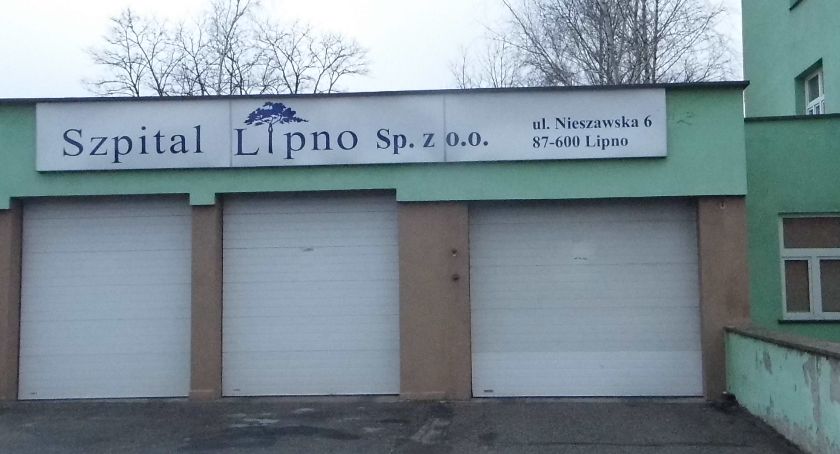 Szpital Lipno Sp. z o.o.
ul. Nieszawska 6
87-600 Lipno